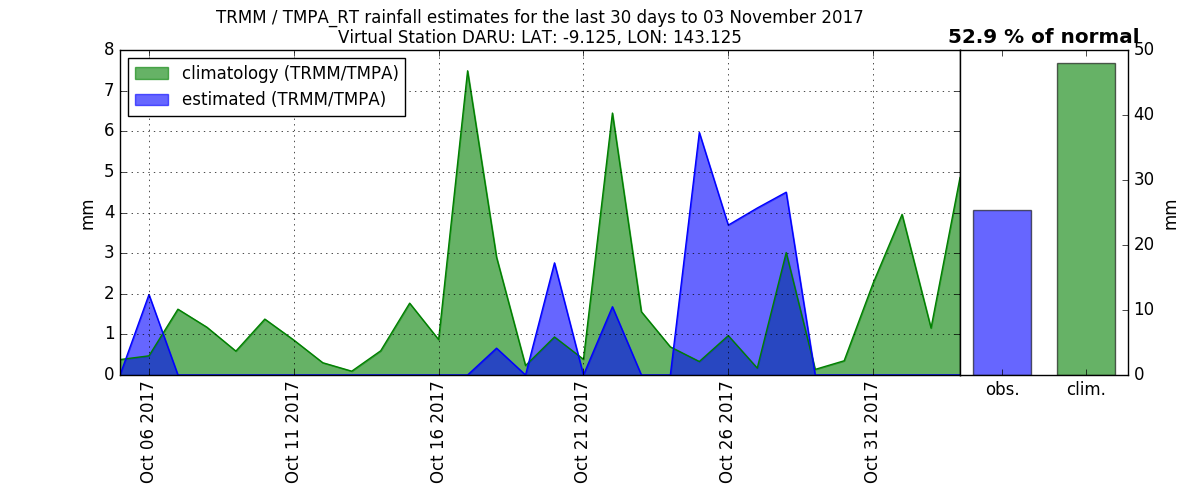 TRMM / TMPA_RT rainfall estimates for the last 30 days to 03 November 2017
Virtual Station DARU: LAT: -9.125, LON: 143.125
52.9 % of normal
climatology (TRMM/TMPA)
estimated (TRMM/TMPA)
8
7
6
5
4
3
2
1
0
mm
Oct 06 2017
Oct 11 2017
Oct 16 2017
Oct 21 2017
Oct 26 2017
Oct 31 2017
50
40
30
20
10
0
mm
obs.
clim.